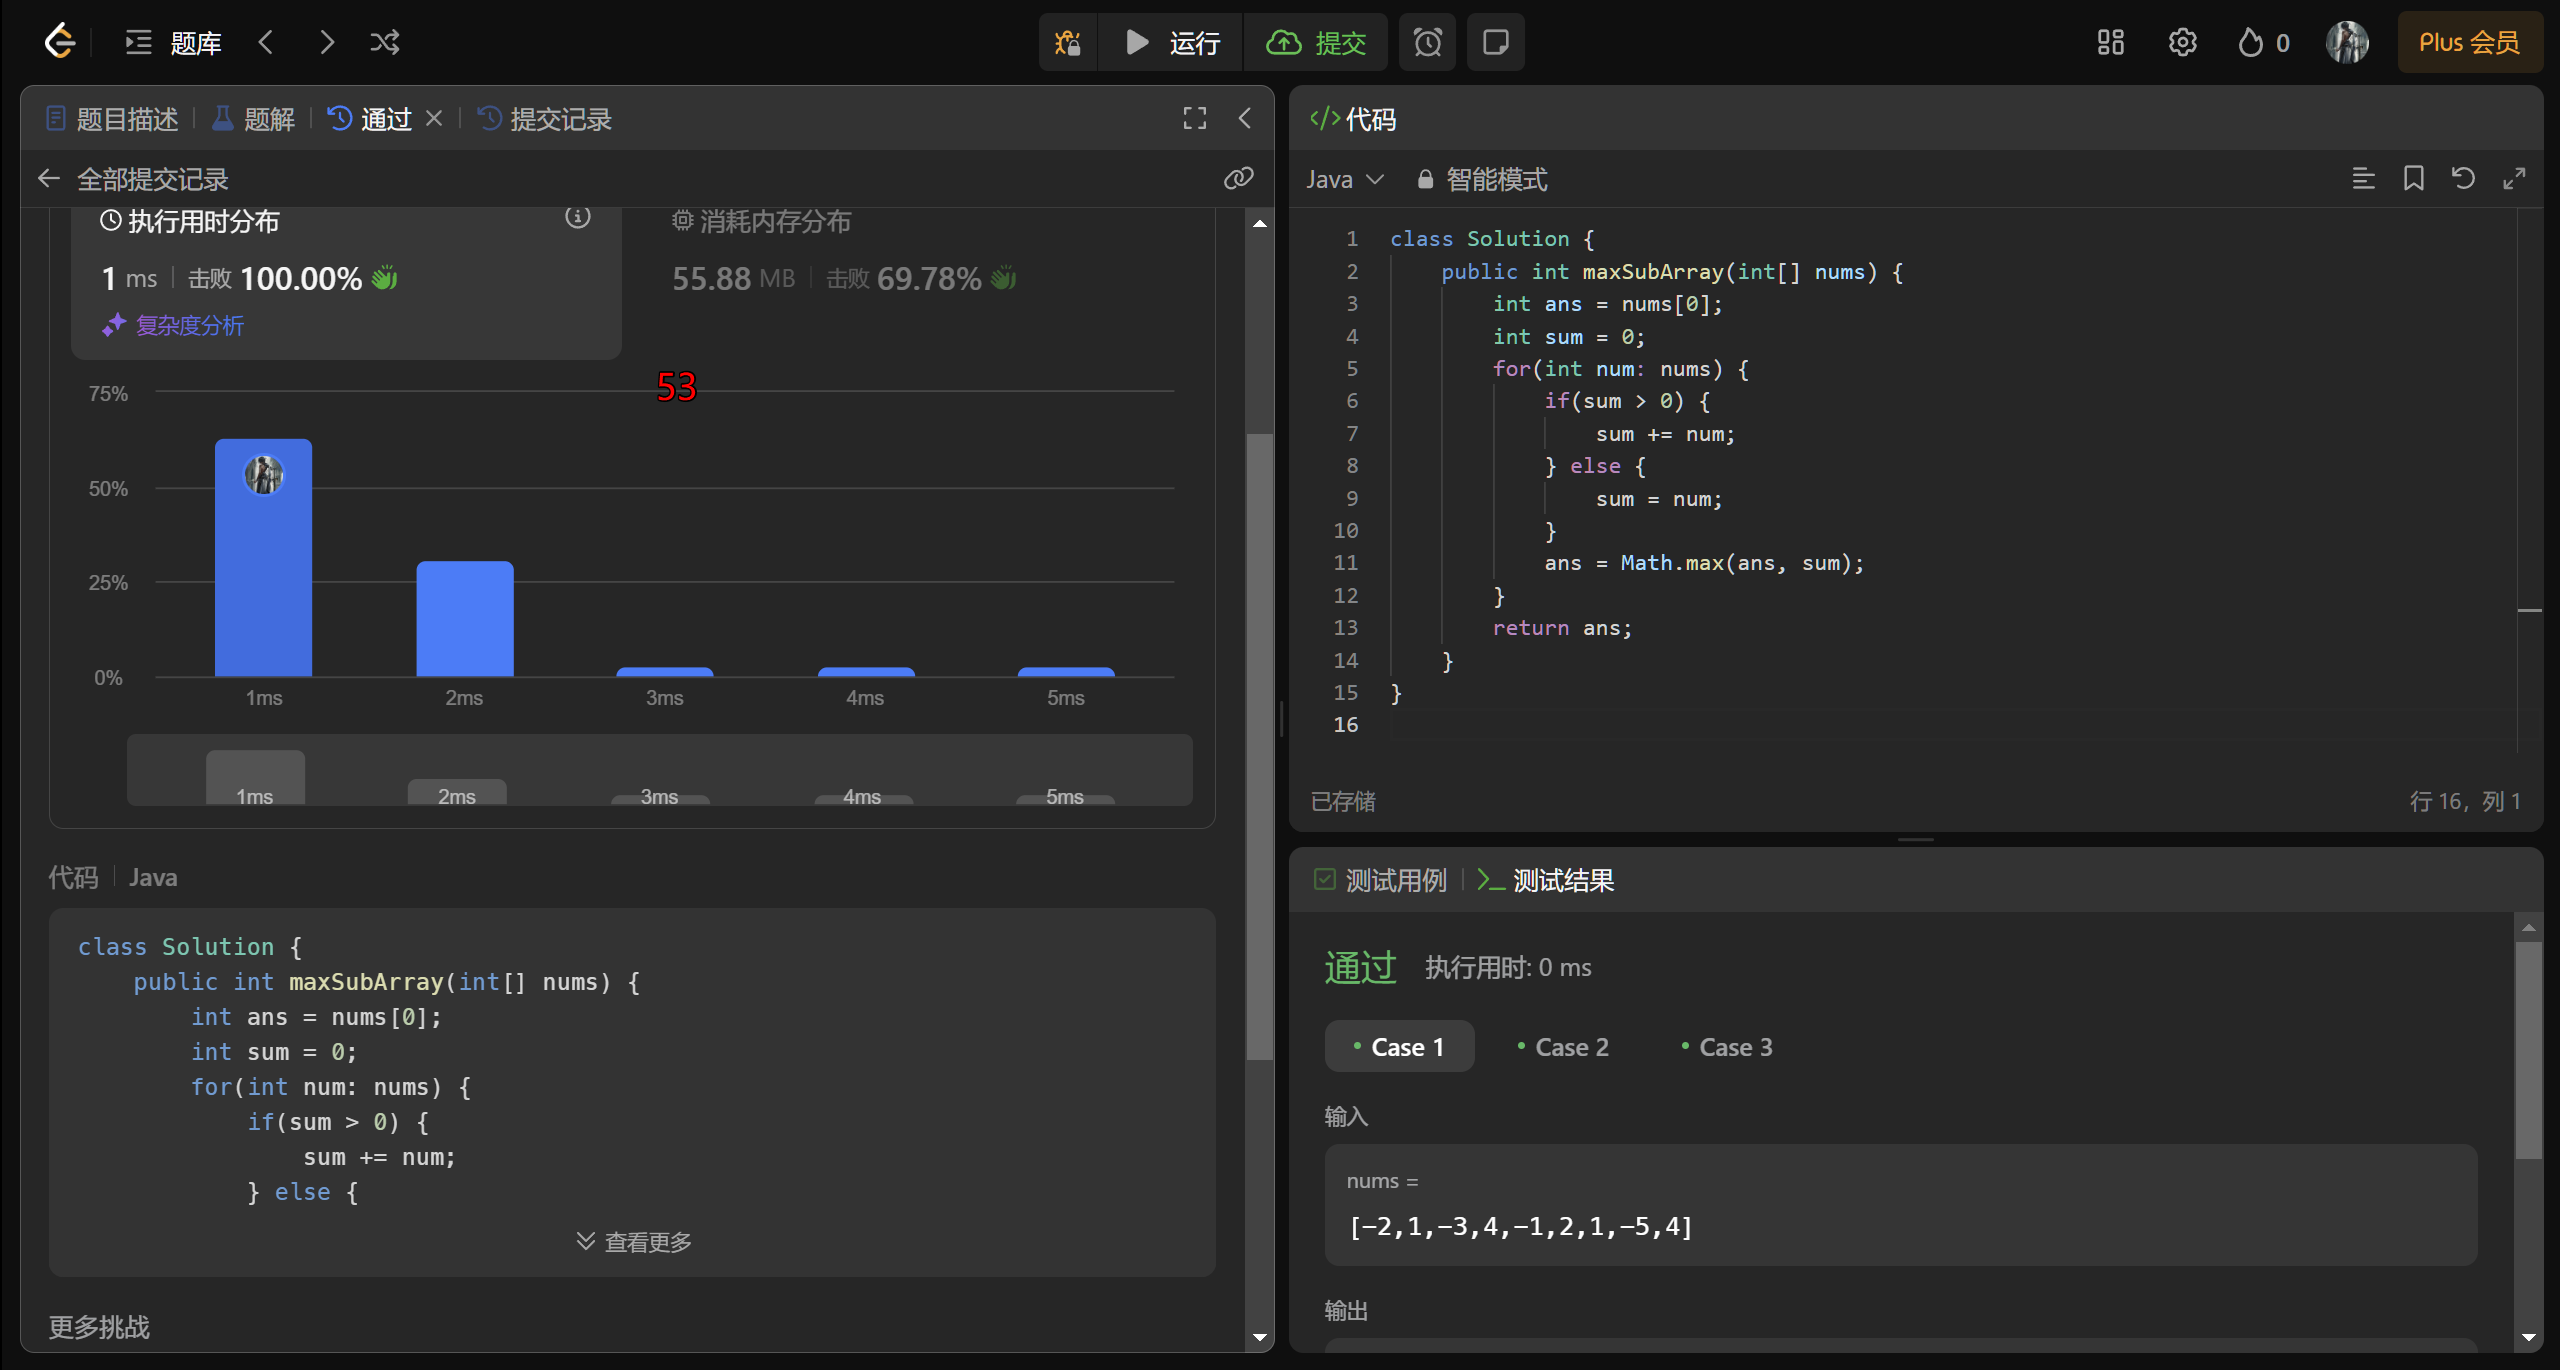 题库
运行
提交
0
Plus 会员
题目描述
题解
通过
提交记录
全部提交记录
执行用时分布
消耗内存分布
1 ms 击败 100.00%
55.88 MB 击败 69.78%
复杂度分析
53
75%
50%
25%
0%
1ms 2ms 3ms 4ms 5ms
1ms 2ms 3ms 4ms 5ms
代码 Java
class Solution {
    public int maxSubArray(int[] nums) {
        int ans = nums[0];
        int sum = 0;
        for(int num: nums) {
            if(sum > 0) {
                sum += num;
            } else {
查看更多
更多挑战
</>代码
Java
智能模式
1 class Solution {
2     public int maxSubArray(int[] nums) {
3         int ans = nums[0];
4         int sum = 0;
5         for(int num: nums) {
6             if(sum > 0) {
7                 sum += num;
8             } else {
9                 sum = num;
10             }
11             ans = Math.max(ans, sum);
12         }
13         return ans;
14     }
15 }
16
已存储
行 16，列 1
测试用例
测试结果
通过 执行用时: 0 ms
Case 1 Case 2 Case 3
输入
nums =
[-2,1,-3,4,-1,2,1,-5,4]
输出